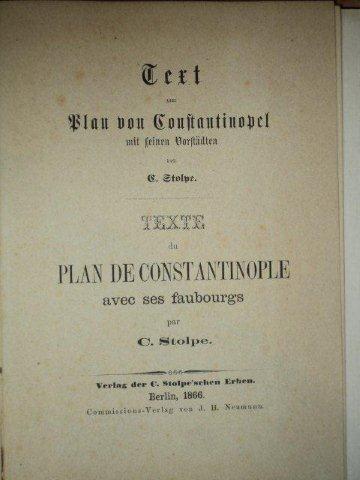 Text
zum
Plan von Constantinopel
mit seinen Vorstädten
von
C. Stolpe.
TEXTE
du
PLAN DE CONSTANTINOPLE
avec ses faubourgs
par
C. Stolpe.
Verlag der C. Stolpe'schen Erben.
Berlin, 1866.
Commissions-Verlag von J. H. Neumann.